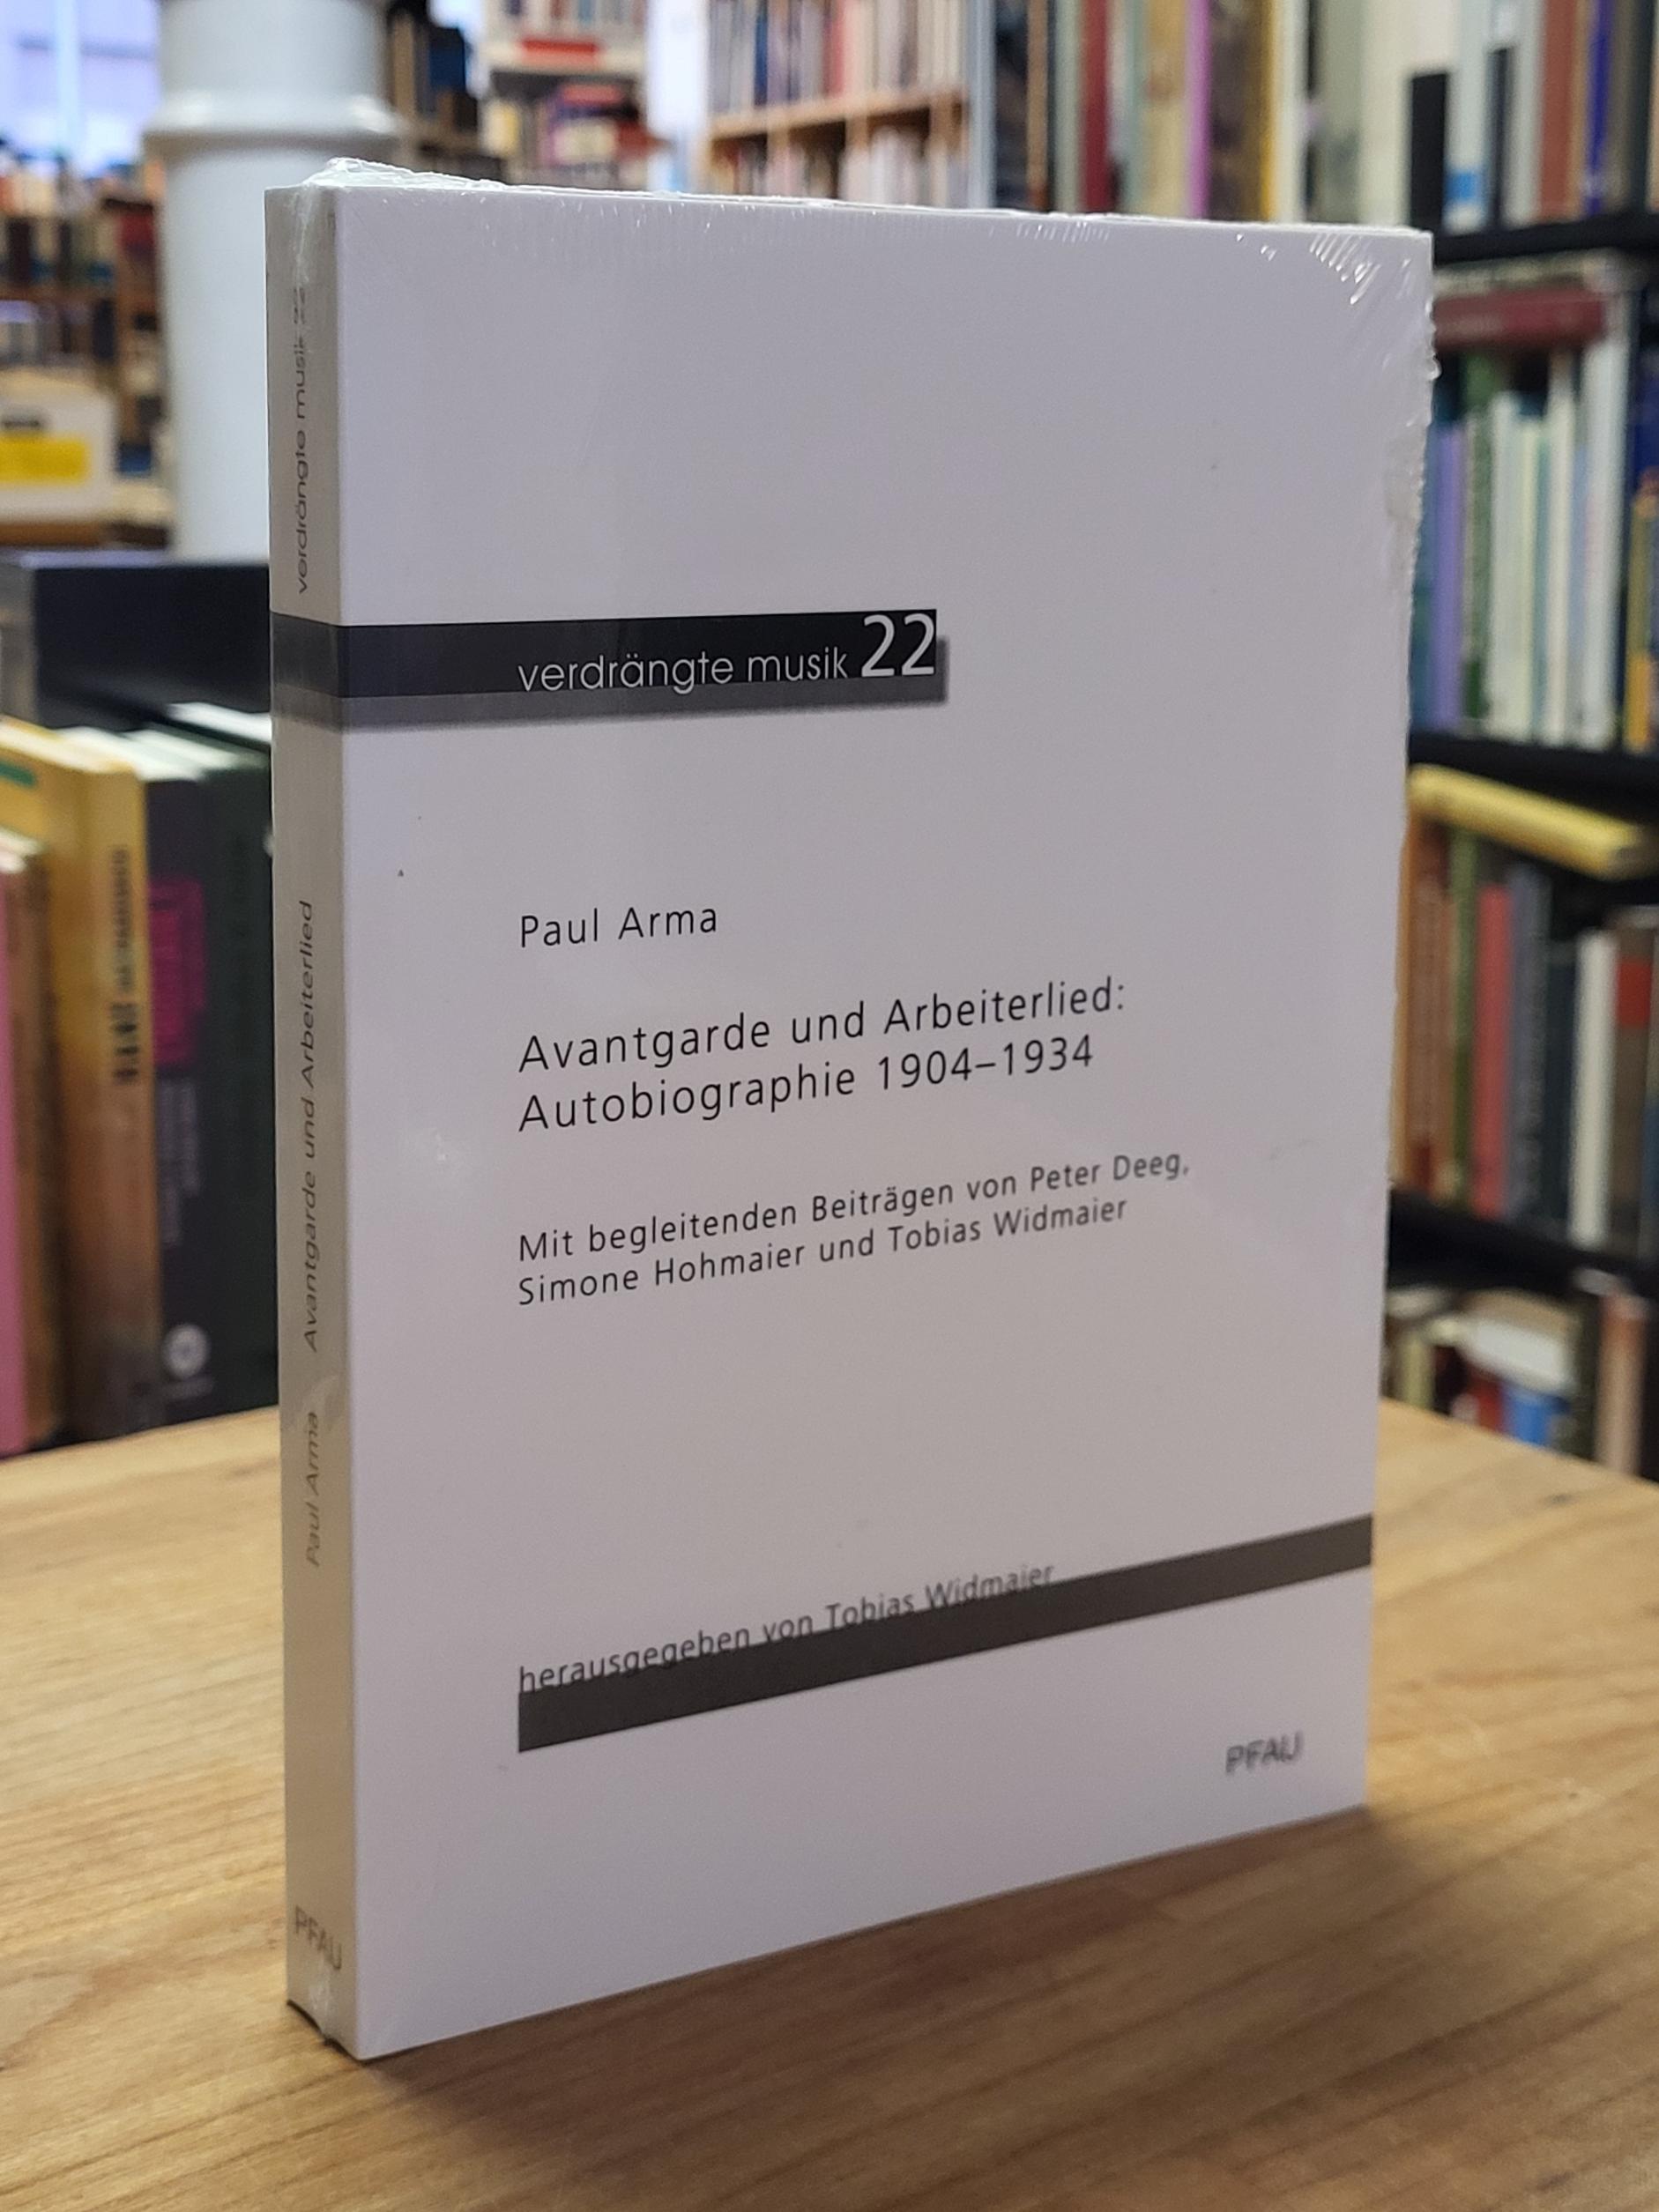 verdrängte musik 22
Paul Arma
Avantgarde und Arbeiterlied:
Autobiographie 1904–1934
Mit begleitenden Beiträgen von Peter Deeg,
Simone Hohmaier und Tobias Widmaier
herausgegeben von Tobias Widmaier
PFAU
verdrängte musik 22
Paul Arma Avantgarde und Arbeiterlied
PFAU